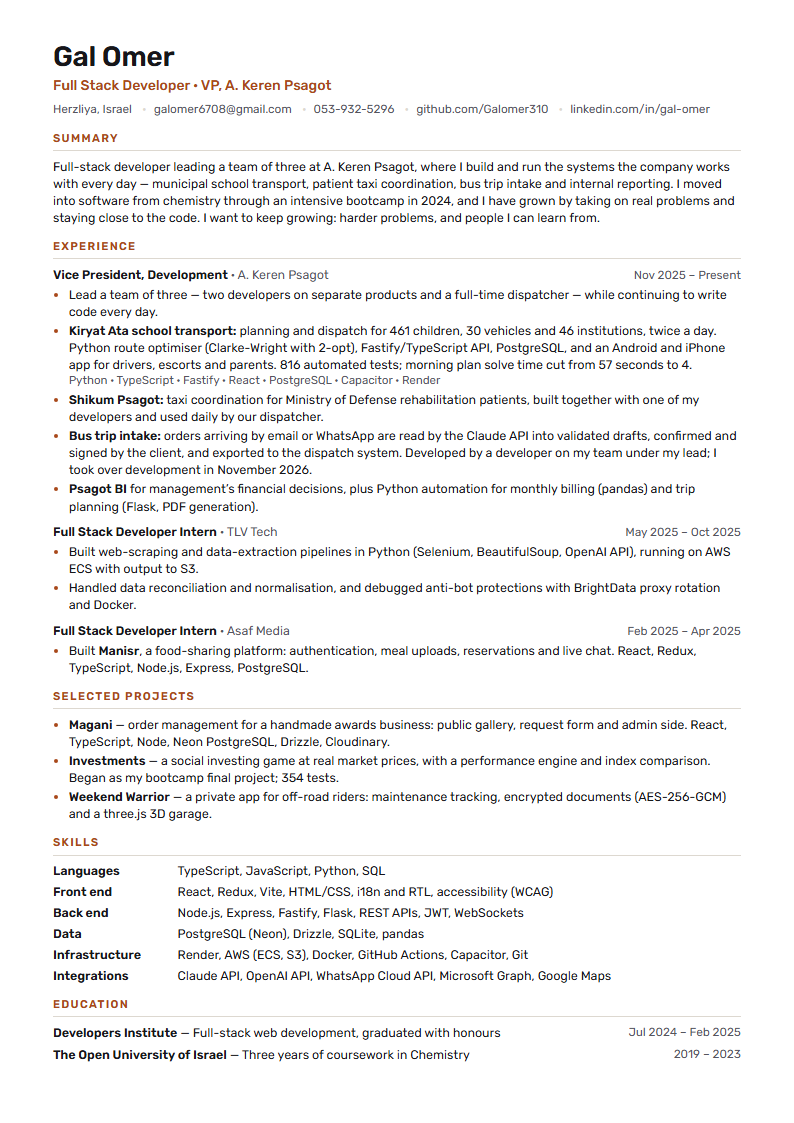 Gal Omer
Full Stack Developer · VP, A. Keren Psagot
Herzliya, Israel • galomer6708@gmail.com • 053-932-5296 • github.com/Galomer310 • linkedin.com/in/gal-omer
SUMMARY
Full-stack developer leading a team of three at A. Keren Psagot, where I build and run the systems the company works
with every day — municipal school transport, patient taxi coordination, bus trip intake and internal reporting. I moved
into software from chemistry through an intensive bootcamp in 2024, and I have grown by taking on real problems and
staying close to the code. I want to keep growing: harder problems, and people I can learn from.
EXPERIENCE
Vice President, Development · A. Keren Psagot Nov 2025 – Present
• Lead a team of three — two developers on separate products and a full-time dispatcher — while continuing to write
code every day.
• Kiryat Ata school transport: planning and dispatch for 461 children, 30 vehicles and 46 institutions, twice a day.
Python route optimiser (Clarke-Wright with 2-opt), Fastify/TypeScript API, PostgreSQL, and an Android and iPhone
app for drivers, escorts and parents. 816 automated tests; morning plan solve time cut from 57 seconds to 4.
Python · TypeScript · Fastify · React · PostgreSQL · Capacitor · Render
• Shikum Psagot: taxi coordination for Ministry of Defense rehabilitation patients, built together with one of my
developers and used daily by our dispatcher.
• Bus trip intake: orders arriving by email or WhatsApp are read by the Claude API into validated drafts, confirmed and
signed by the client, and exported to the dispatch system. Developed by a developer on my team under my lead; I
took over development in November 2026.
• Psagot BI for management’s financial decisions, plus Python automation for monthly billing (pandas) and trip
planning (Flask, PDF generation).
Full Stack Developer Intern · TLV Tech May 2025 – Oct 2025
• Built web-scraping and data-extraction pipelines in Python (Selenium, BeautifulSoup, OpenAI API), running on AWS
ECS with output to S3.
• Handled data reconciliation and normalisation, and debugged anti-bot protections with BrightData proxy rotation
and Docker.
Full Stack Developer Intern · Asaf Media Feb 2025 – Apr 2025
• Built Manisr, a food-sharing platform: authentication, meal uploads, reservations and live chat. React, Redux,
TypeScript, Node.js, Express, PostgreSQL.
SELECTED PROJECTS
• Magani — order management for a handmade awards business: public gallery, request form and admin side. React,
TypeScript, Node, Neon PostgreSQL, Drizzle, Cloudinary.
• Investments — a social investing game at real market prices, with a performance engine and index comparison.
Began as my bootcamp final project; 354 tests.
• Weekend Warrior — a private app for off-road riders: maintenance tracking, encrypted documents (AES-256-GCM)
and a three.js 3D garage.
SKILLS
Languages TypeScript, JavaScript, Python, SQL
Front end React, Redux, Vite, HTML/CSS, i18n and RTL, accessibility (WCAG)
Back end Node.js, Express, Fastify, Flask, REST APIs, JWT, WebSockets
Data PostgreSQL (Neon), Drizzle, SQLite, pandas
Infrastructure Render, AWS (ECS, S3), Docker, GitHub Actions, Capacitor, Git
Integrations Claude API, OpenAI API, WhatsApp Cloud API, Microsoft Graph, Google Maps
EDUCATION
Developers Institute — Full-stack web development, graduated with honours Jul 2024 – Feb 2025
The Open University of Israel — Three years of coursework in Chemistry 2019 – 2023